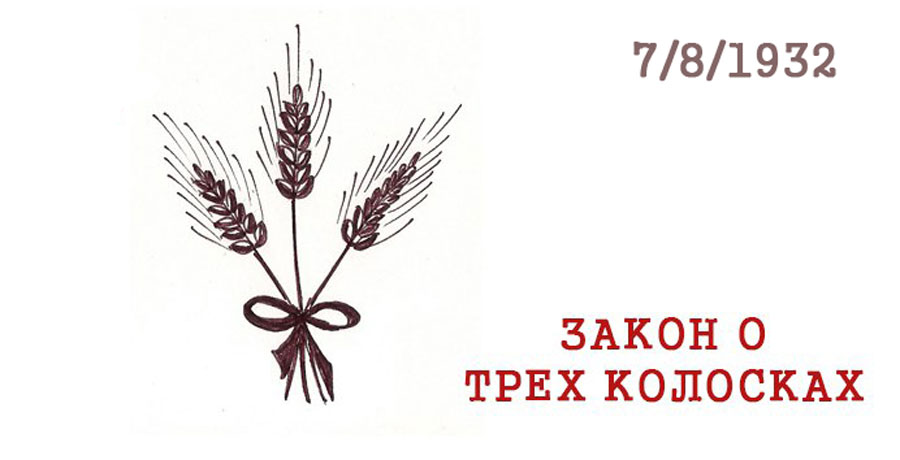 7/8/1932
ЗАКОН О
ТРЕХ КОЛОСКАХ